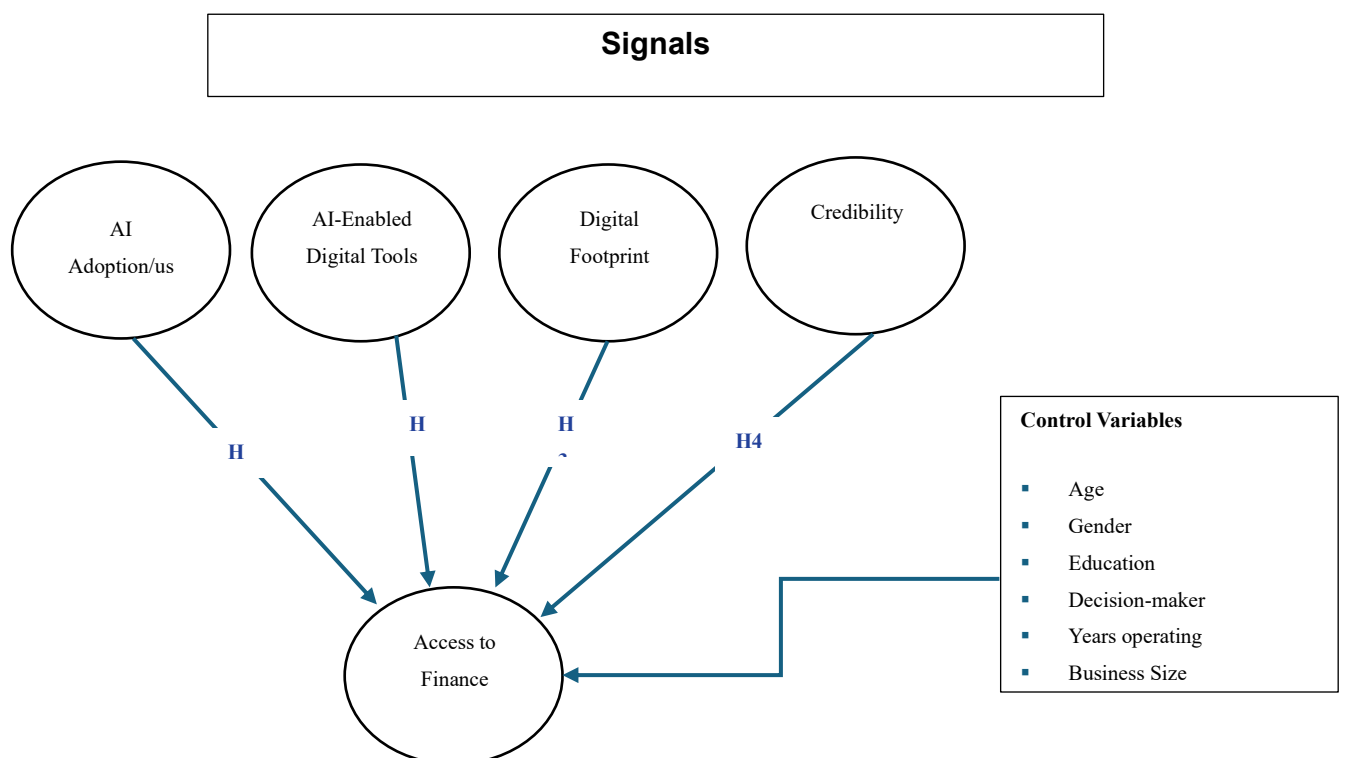 Signals
AI
Adoption/us
AI-Enabled
Digital Tools
Digital
Footprint
Credibility
H
H
H
H4
Control Variables
Age
Gender
Education
Decision-maker
Years operating
Business Size
Access to
Finance